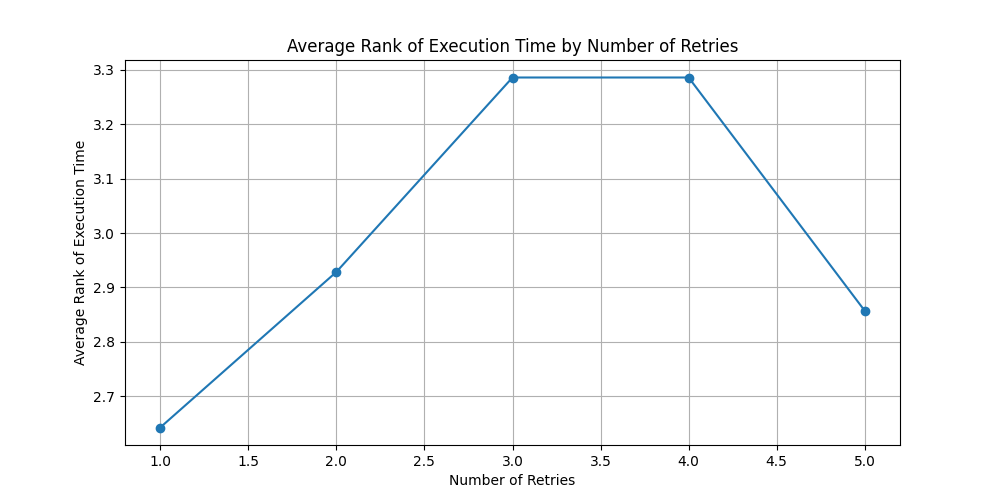 Average Rank of Execution Time by Number of Retries
Average Rank of Execution Time
3.3
3.2
3.1
3.0
2.9
2.8
2.7
1.0 1.5 2.0 2.5 3.0 3.5 4.0 4.5 5.0
Number of Retries